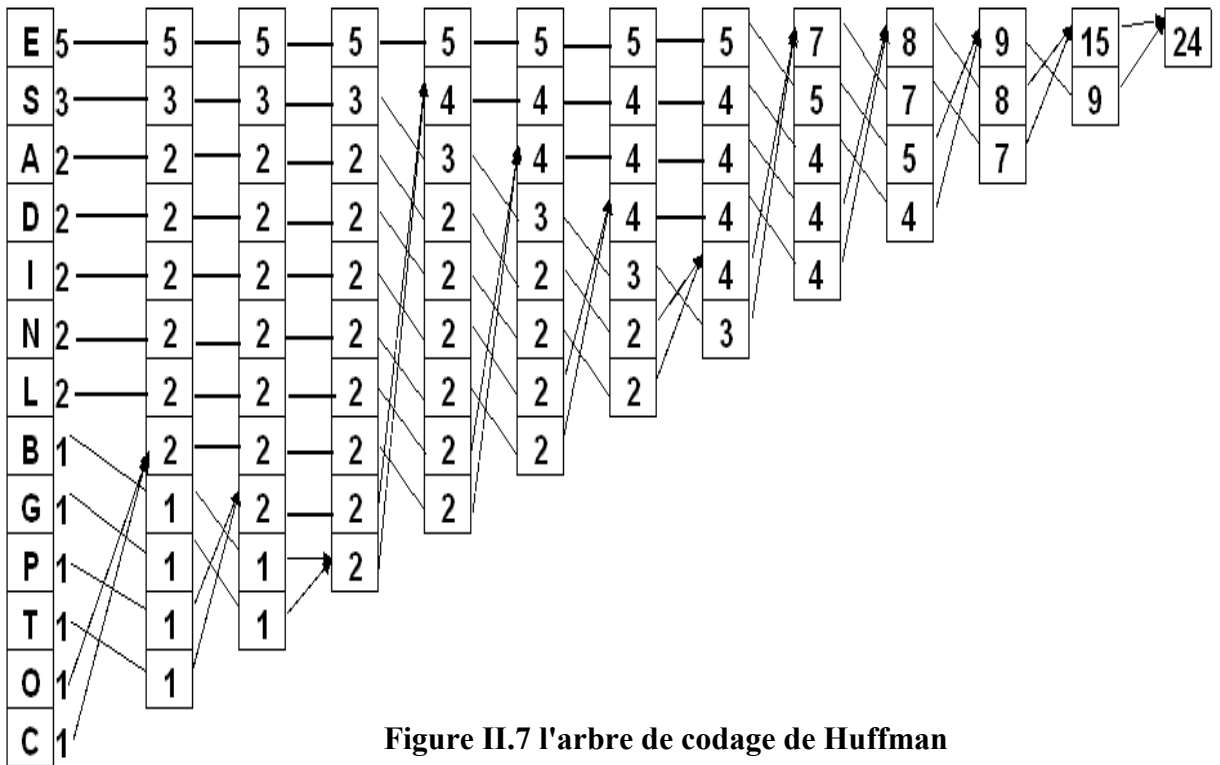 E 5 5 5 5 5 5 5 5 7 8 9 15 24
S 3 3 3 3 4 4 4 4 5 7 8 9
A 2 2 2 2 3 4 4 4 4 5 7
D 2 2 2 2 2 3 4 4 4 4
I 2 2 2 2 2 2 3 4 4
N 2 2 2 2 2 2 2 3
L 2 2 2 2 2 2 2
B 1 2 2 2 2 2
G 1 1 2 2 2
P 1 1 1 2
T 1 1 1
O 1 1
C 1
Figure II.7 l'arbre de codage de Huffman